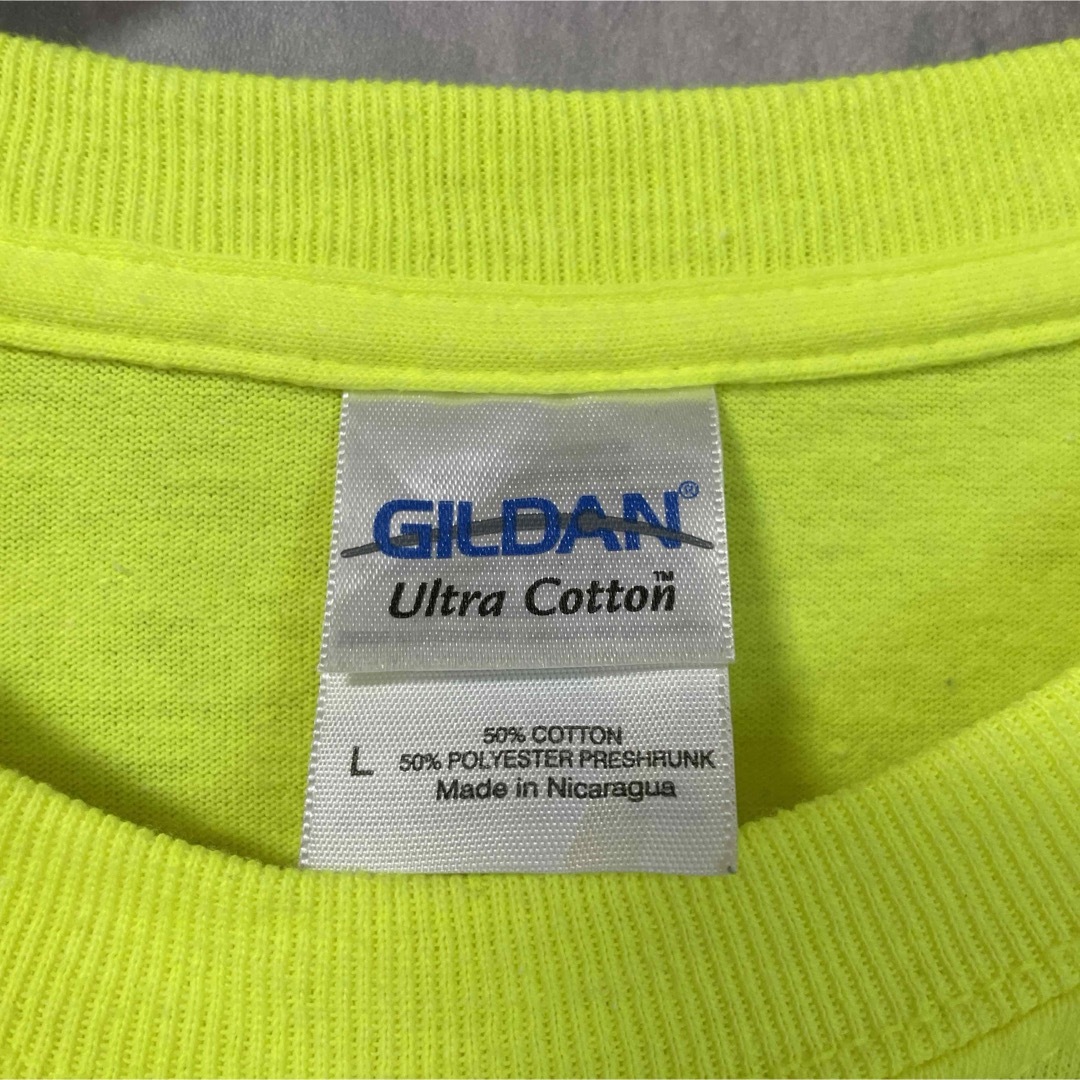 GILDAN®
Ultra Cotton™
50% COTTON
L 50% POLYESTER PRESHRUNK
Made in Nicaragua